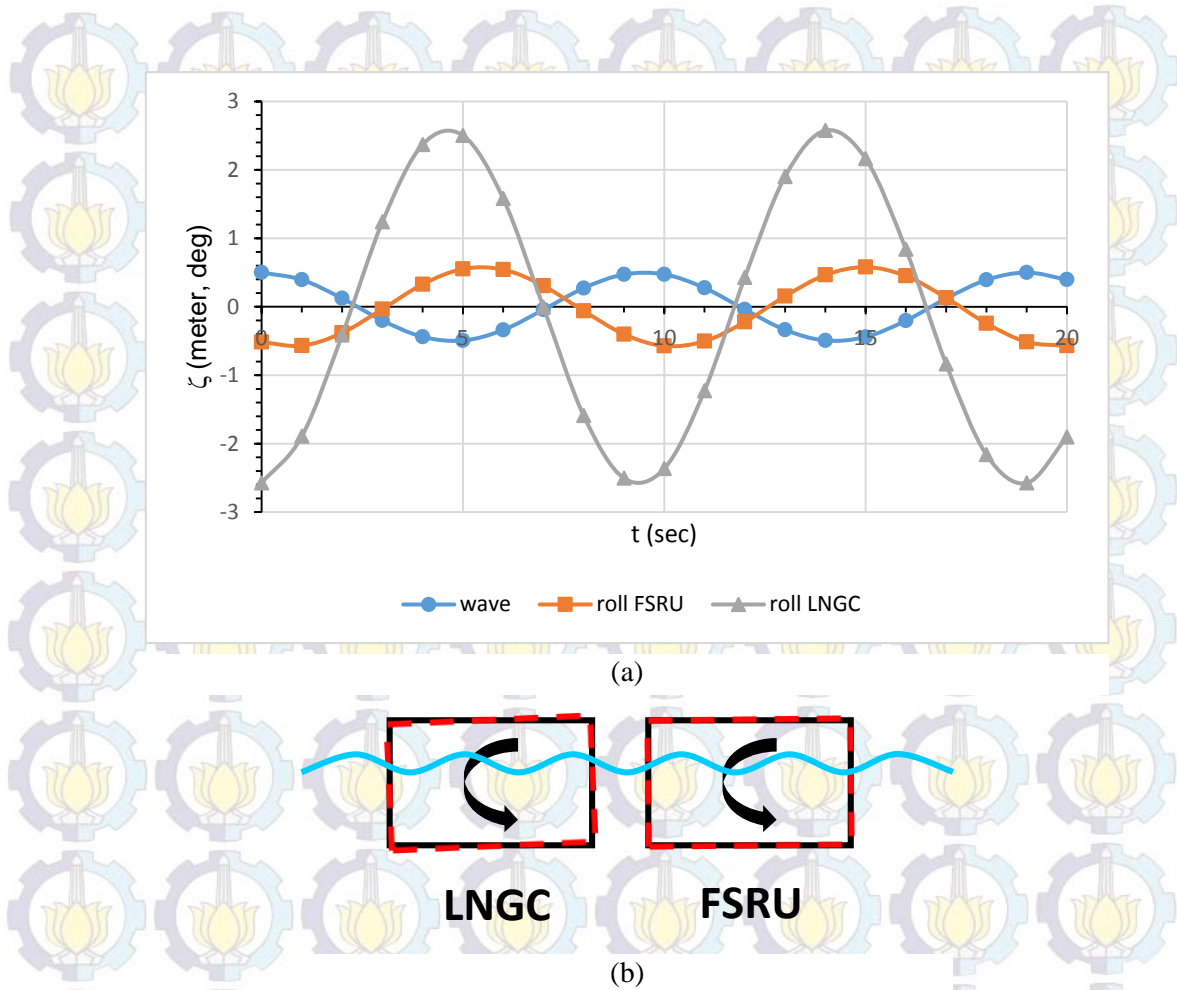 3
2
1
0
-1
-2
-3
0 5 10 15 20
ζ (meter, deg)
t (sec)
wave roll FSRU roll LNGC
(a)
LNGC FSRU
(b)